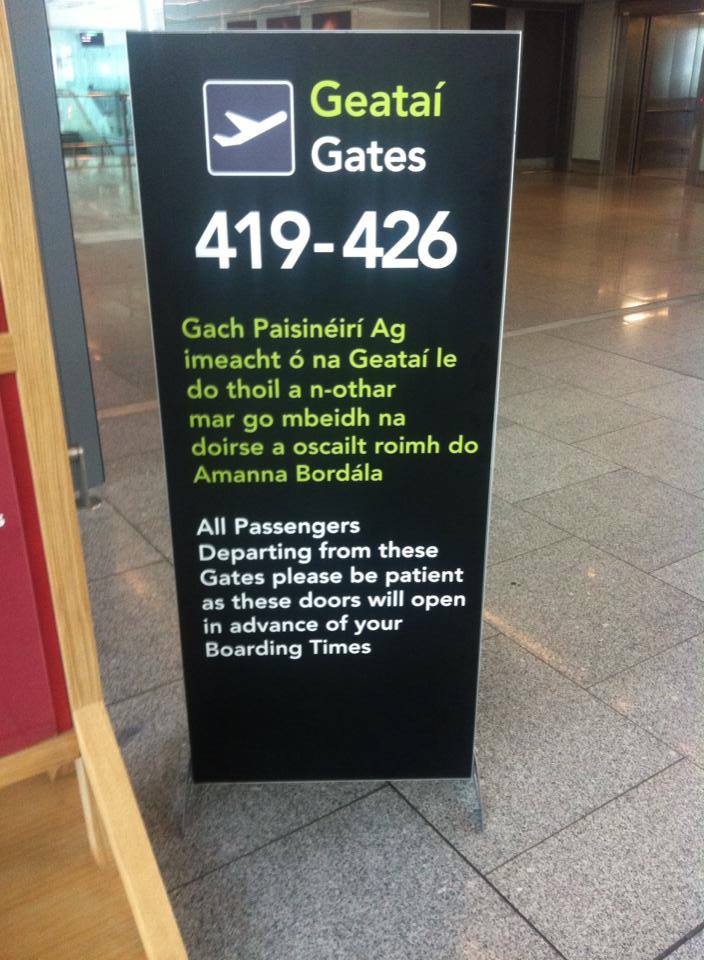 Geataí
Gates
419-426
Gach Paisinéirí Ag
imeacht ó na Geataí le
do thoil a n-othar
mar go mbeidh na
doirse a oscailt roimh do
Amanna Bordála
All Passengers
Departing from these
Gates please be patient
as these doors will open
in advance of your
Boarding Times